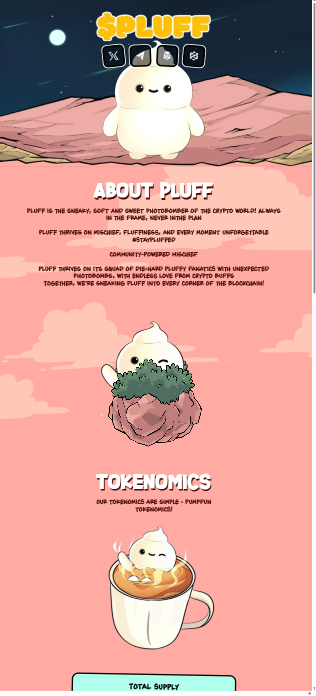 $PLUFF
ABOUT PLUFF
PLUFF IS THE SNEAKY, SOFT AND SWEET PHOTOBOMBER OF THE CRYPTO WORLD! ALWAYS
IN THE FRAME, NEVER INTHE PLAN
PLUFF THRIVES ON MISCHIEF, FLUFFINESS, AND EVERY MOMENT UNFORGETTABLE
#STAYPLUFFED
COMMUNITY-POWERED MISCHIEF
PLUFF THRIVES ON ITS SQUAD OF DIE-HARD PLUFFY FANATICS WITH UNEXPECTED
PHOTOBOMBS, WITH ENDLESS LOVE FROM CRYPTO BUFFS
TOGETHER, WE'RE SNEAKING PLUFF INTO EVERY CORNER OF THE BLOCKCHAIN!
TOKENOMICS
OUR TOKENOMICS ARE SIMPLE - PUMPFUN
TOKENOMICS!
TOTAL SUPPLY